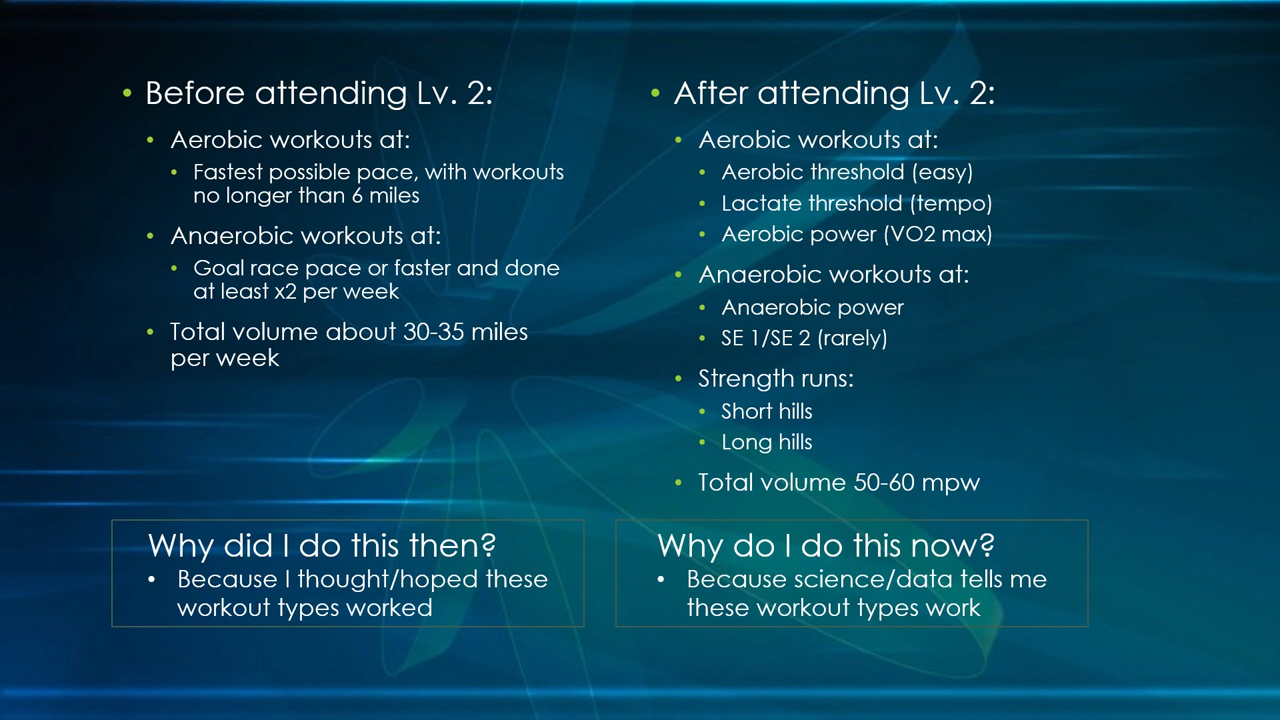 • Before attending Lv. 2:
• Aerobic workouts at:
• Fastest possible pace, with workouts
no longer than 6 miles
• Anaerobic workouts at:
• Goal race pace or faster and done
at least x2 per week
• Total volume about 30-35 miles
per week
Why did I do this then?
• Because I thought/hoped these
workout types worked
• After attending Lv. 2:
• Aerobic workouts at:
• Aerobic threshold (easy)
• Lactate threshold (tempo)
• Aerobic power (VO2 max)
• Anaerobic workouts at:
• Anaerobic power
• SE 1/SE 2 (rarely)
• Strength runs:
• Short hills
• Long hills
• Total volume 50-60 mpw
Why do I do this now?
• Because science/data tells me
these workout types work